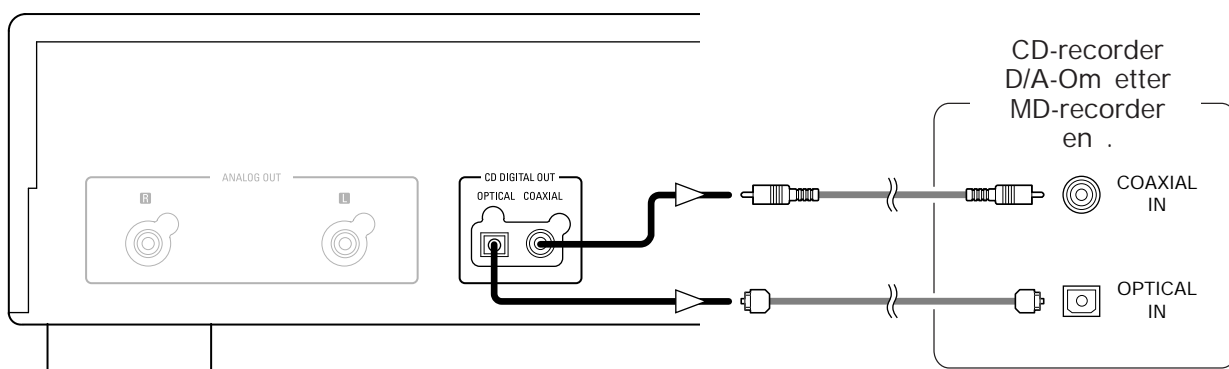 CD-recorder
D/A-Om etter
MD-recorder
en .
ANALOG OUT
R
L
CD DIGITAL OUT
OPTICAL COAXIAL
COAXIAL
IN
OPTICAL
IN